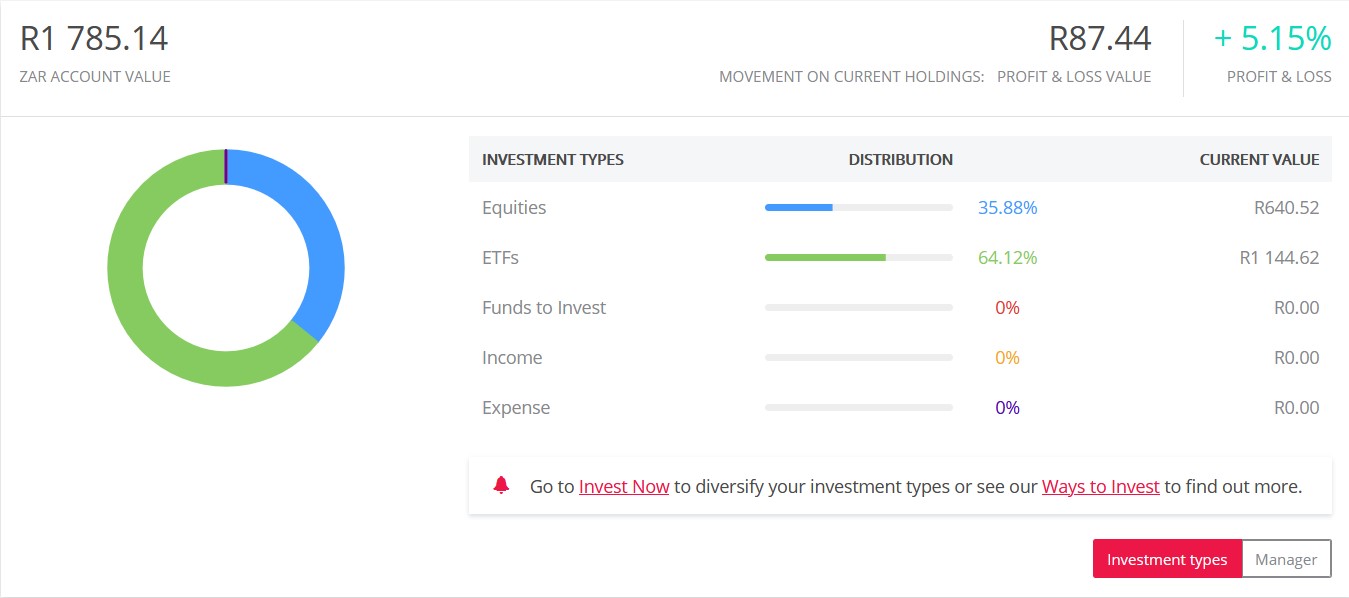 R1 785.14 R87.44 + 5.15%
ZAR ACCOUNT VALUE MOVEMENT ON CURRENT HOLDINGS: PROFIT & LOSS VALUE PROFIT & LOSS
INVESTMENT TYPES DISTRIBUTION CURRENT VALUE
Equities 35.88% R640.52
ETFs 64.12% R1 144.62
Funds to Invest 0% R0.00
Income 0% R0.00
Expense 0% R0.00
Go to Invest Now to diversify your investment types or see our Ways to Invest to find out more.
Investment types Manager